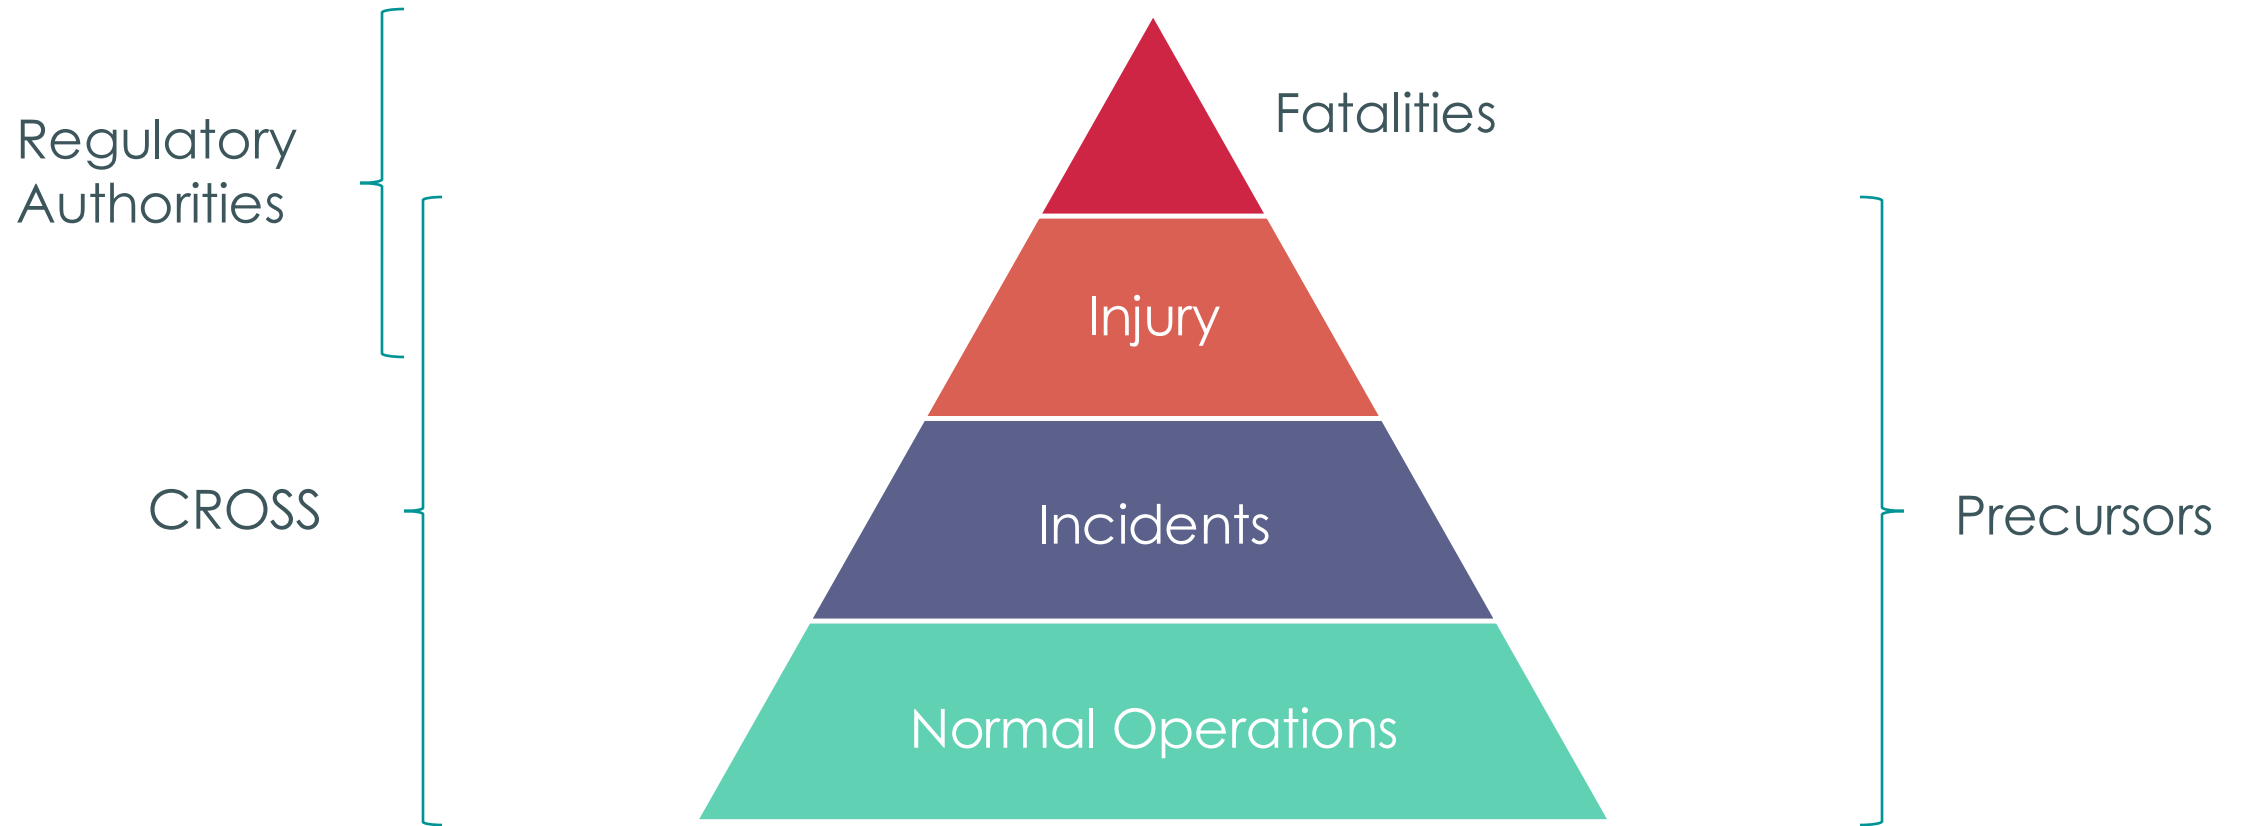 Regulatory
Authorities
CROSS
Fatalities
Injury
Incidents
Normal Operations
Precursors